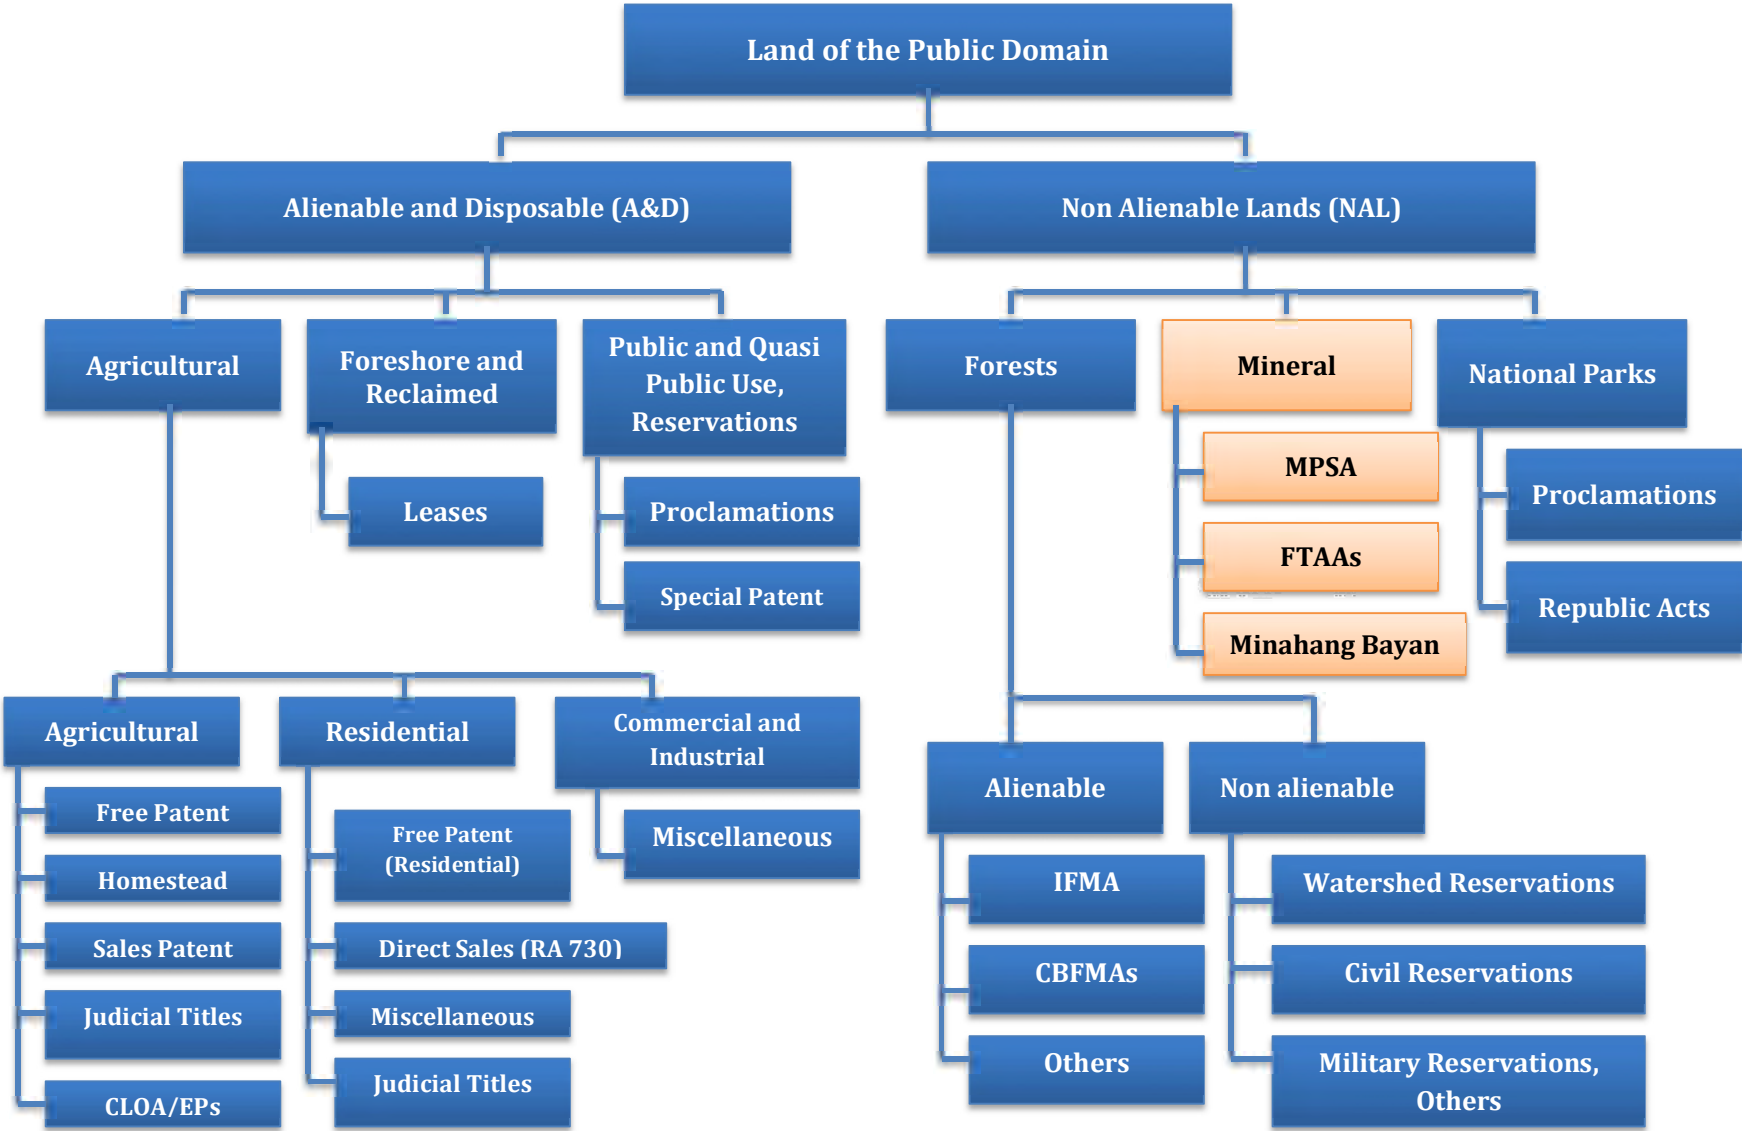 Land of the Public Domain
Alienable and Disposable (A&D)
Non Alienable Lands (NAL)
Agricultural
Foreshore and
Reclaimed
Public and Quasi
Public Use,
Reservations
Forests
Mineral
National Parks
Leases
Proclamations
Special Patent
MPSA
FTAAs
Minahang Bayan
Proclamations
Republic Acts
Agricultural
Residential
Commercial and
Industrial
Alienable
Non alienable
Free Patent
Homestead
Sales Patent
Judicial Titles
CLOA/EPs
Free Patent
(Residential)
Direct Sales (RA 730)
Miscellaneous
Judicial Titles
Miscellaneous
IFMA
CBFMAs
Others
Watershed Reservations
Civil Reservations
Military Reservations,
Others